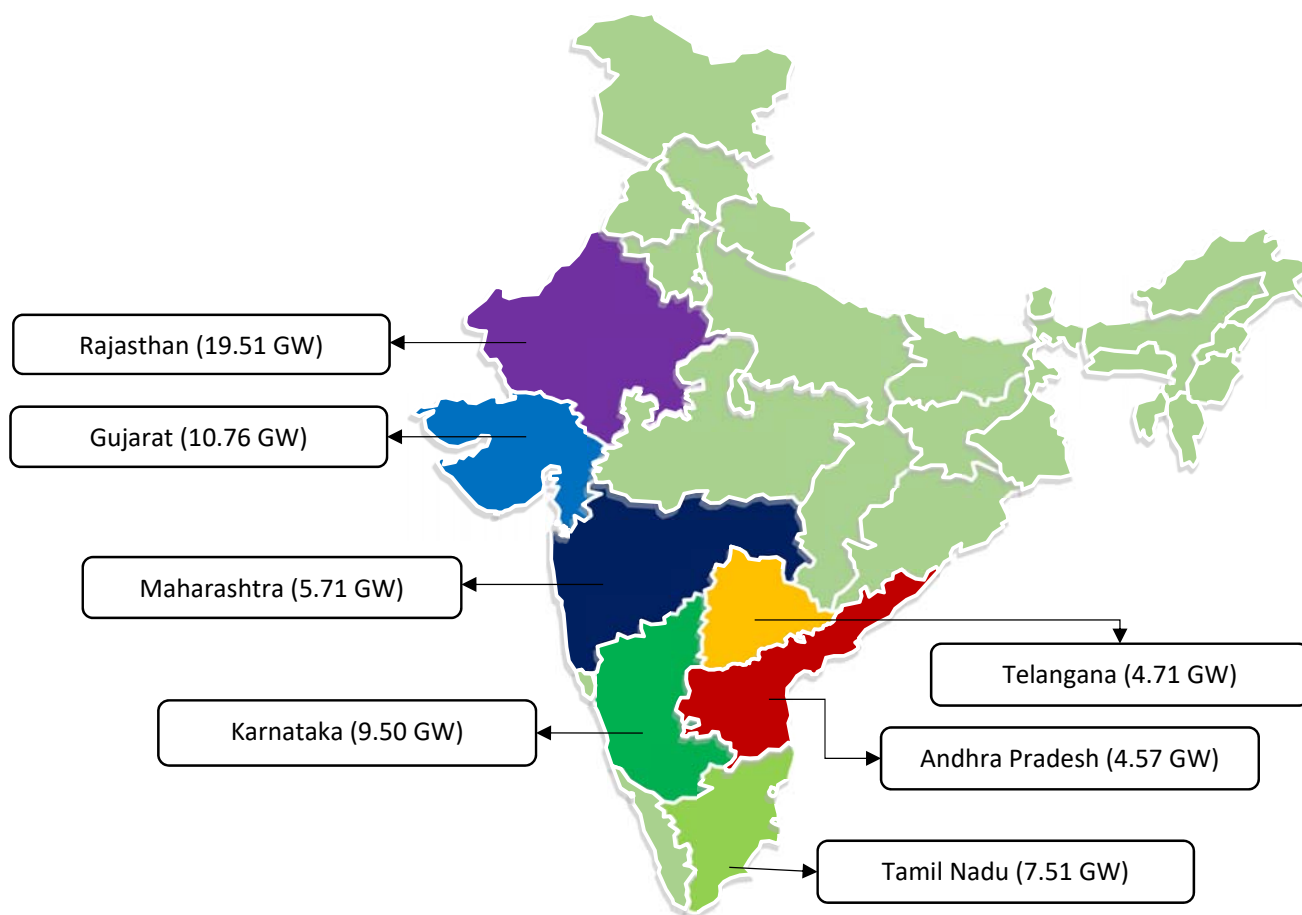 Rajasthan (19.51 GW)
Gujarat (10.76 GW)
Maharashtra (5.71 GW)
Telangana (4.71 GW)
Karnataka (9.50 GW)
Andhra Pradesh (4.57 GW)
Tamil Nadu (7.51 GW)